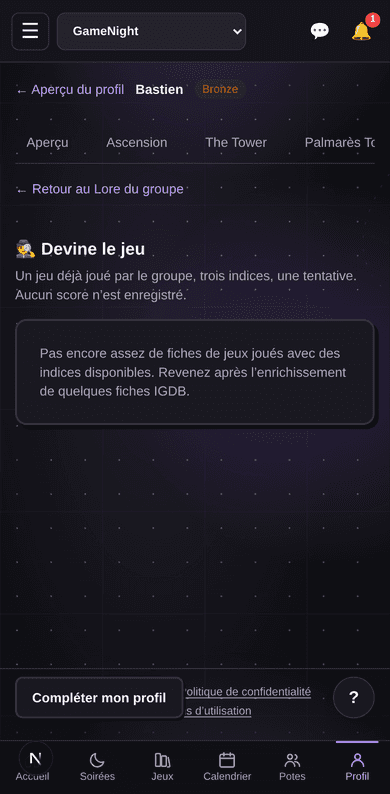 GameNight
1
← Aperçu du profil Bastien Bronze
Aperçu Ascension The Tower Palmarès
← Retour au Lore du groupe
Devine le jeu
Un jeu déjà joué par le groupe, trois indices, une tentative.
Aucun score n’est enregistré.
Pas encore assez de fiches de jeux joués avec des
indices disponibles. Revenez après l’enrichissement
de quelques fiches IGDB.
Compléter mon profil
de confidentialité
d’utilisation
?
N
Accueil Soirées Jeux Calendrier Potes Profil